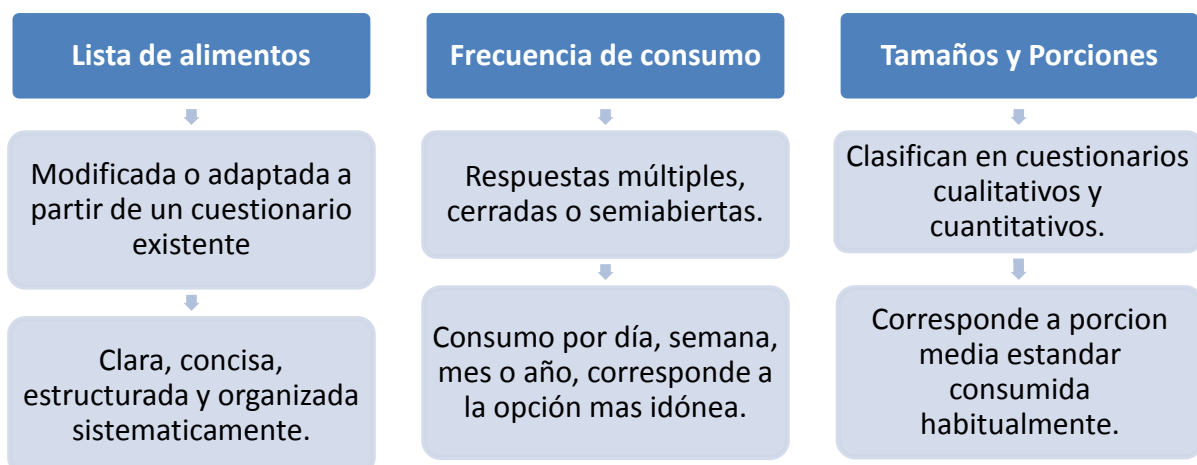 Lista de alimentos
Modificada o adaptada a
partir de un cuestionario
existente
Clara, concisa,
estructurada y organizada
sistematicamente.
Frecuencia de consumo
Respuestas múltiples,
cerradas o semiabiertas.
Consumo por día, semana,
mes o año, corresponde a
la opción mas idónea.
Tamaños y Porciones
Clasifican en cuestionarios
cualitativos y
cuantitativos.
Corresponde a porcion
media estandar
consumida
habitualmente.